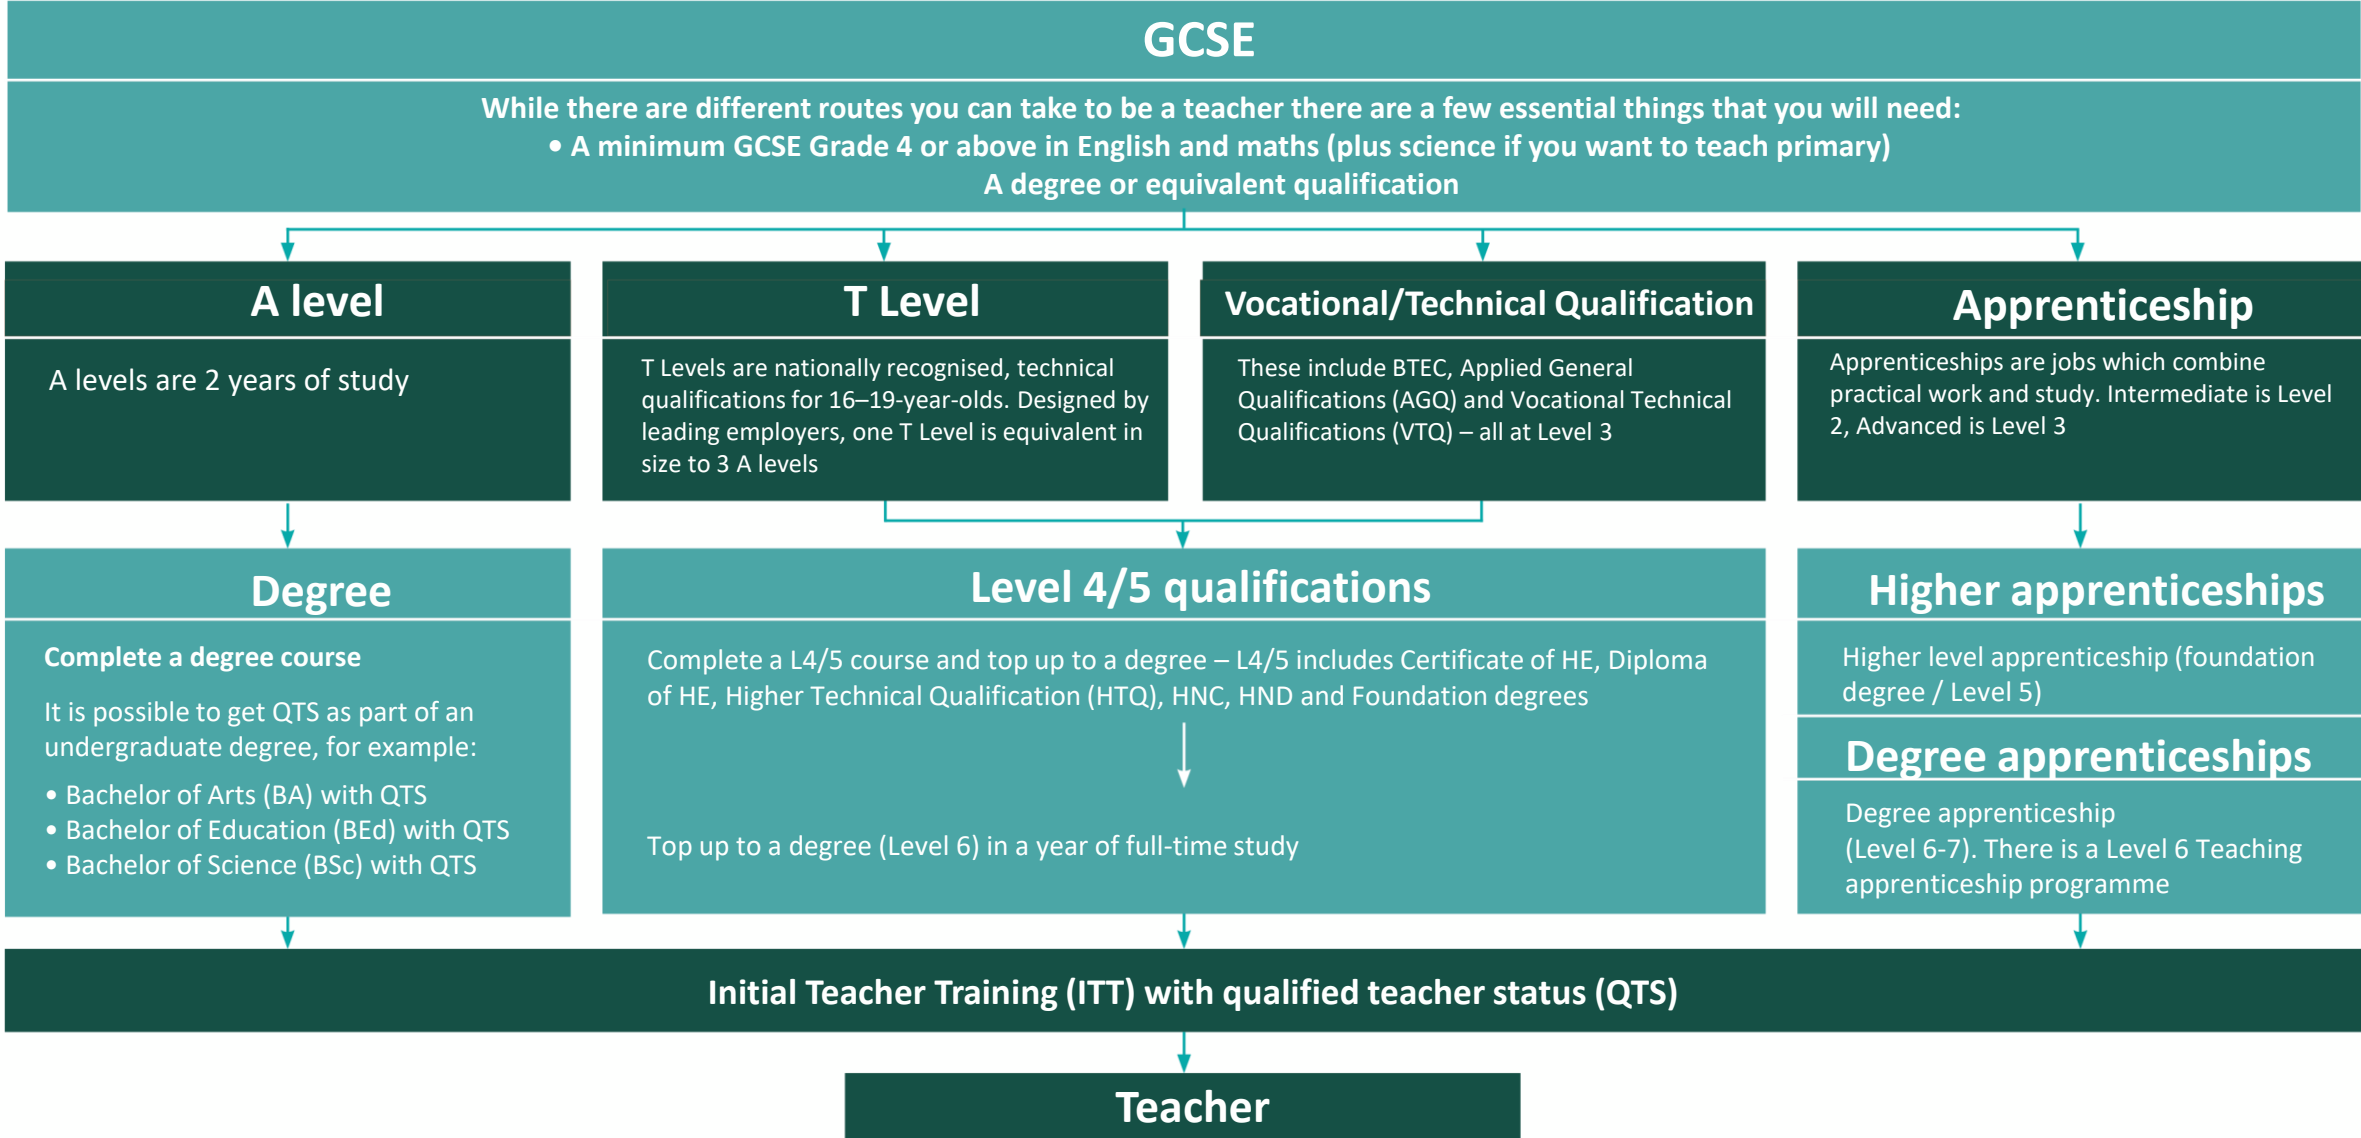 GCSE
While there are different routes you can take to be a teacher there are a few essential things that you will need:
• A minimum GCSE Grade 4 or above in English and maths (plus science if you want to teach primary)
A degree or equivalent qualification
A level
A levels are 2 years of study
T Level
T Levels are nationally recognised, technical
qualifications for 16–19-year-olds. Designed by
leading employers, one T Level is equivalent in
size to 3 A levels
Vocational/Technical Qualification
These include BTEC, Applied General
Qualifications (AGQ) and Vocational Technical
Qualifications (VTQ) – all at Level 3
Apprenticeship
Apprenticeships are jobs which combine
practical work and study. Intermediate is Level
2, Advanced is Level 3
Degree
Complete a degree course
It is possible to get QTS as part of an
undergraduate degree, for example:
• Bachelor of Arts (BA) with QTS
• Bachelor of Education (BEd) with QTS
• Bachelor of Science (BSc) with QTS
Level 4/5 qualifications
Complete a L4/5 course and top up to a degree – L4/5 includes Certificate of HE, Diploma
of HE, Higher Technical Qualification (HTQ), HNC, HND and Foundation degrees
Top up to a degree (Level 6) in a year of full-time study
Higher apprenticeships
Higher level apprenticeship (foundation
degree / Level 5)
Degree apprenticeships
Degree apprenticeship
(Level 6-7). There is a Level 6 Teaching
apprenticeship programme
Initial Teacher Training (ITT) with qualified teacher status (QTS)
Teacher